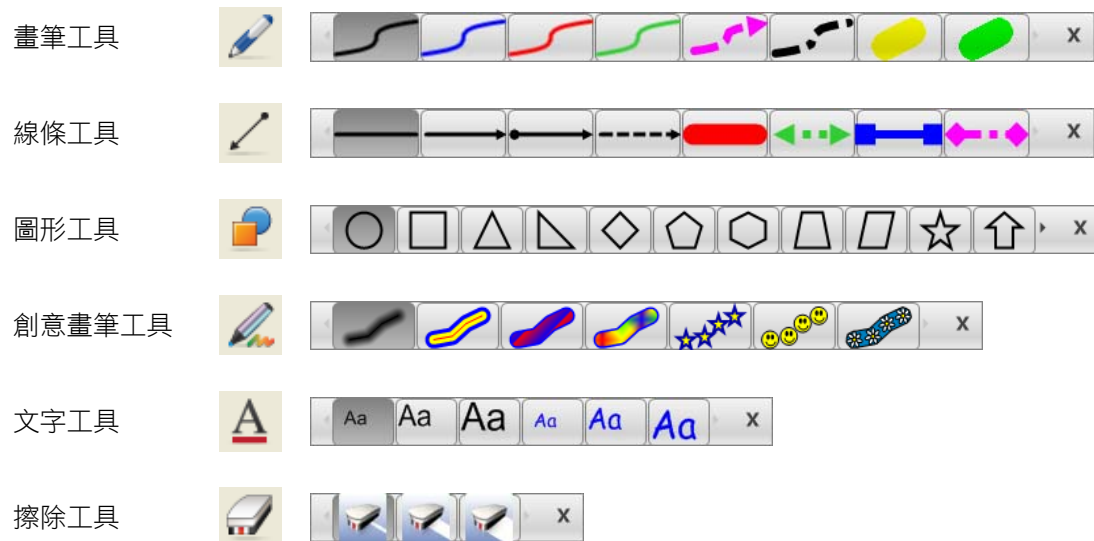 畫筆工具 X
線條工具 X
圖形工具 X
創意畫筆工具 X
文字工具 A Aa Aa Aa Aa Aa Aa X
擦除工具 X